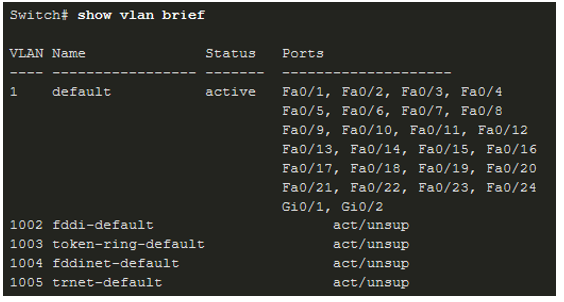 Switch# show vlan brief
VLAN Name Status Ports
---- ----------------- ------- --------------------
1 default active Fa0/1, Fa0/2, Fa0/3, Fa0/4
Fa0/5, Fa0/6, Fa0/7, Fa0/8
Fa0/9, Fa0/10, Fa0/11, Fa0/12
Fa0/13, Fa0/14, Fa0/15, Fa0/16
Fa0/17, Fa0/18, Fa0/19, Fa0/20
Fa0/21, Fa0/22, Fa0/23, Fa0/24
Gi0/1, Gi0/2
1002 fddi-default act/unsup
1003 token-ring-default act/unsup
1004 fddinet-default act/unsup
1005 trnet-default act/unsup